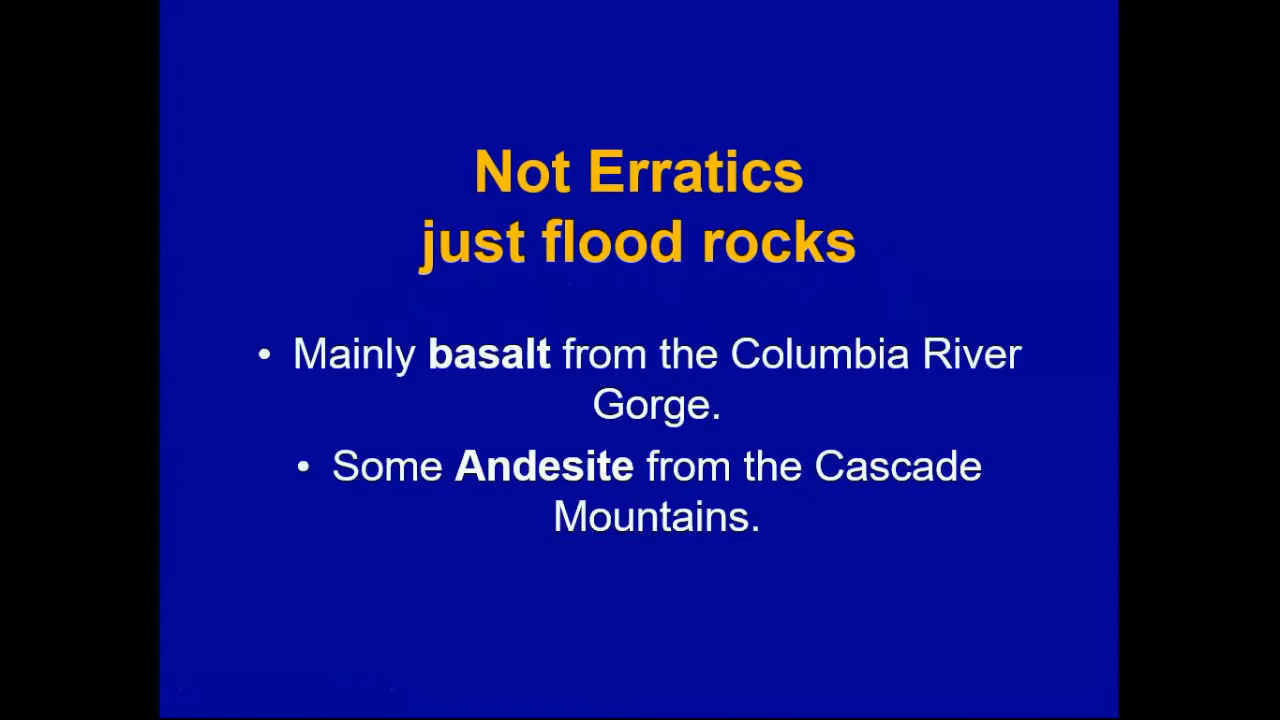 Not Erratics
just flood rocks
• Mainly basalt from the Columbia River
Gorge.
• Some Andesite from the Cascade
Mountains.